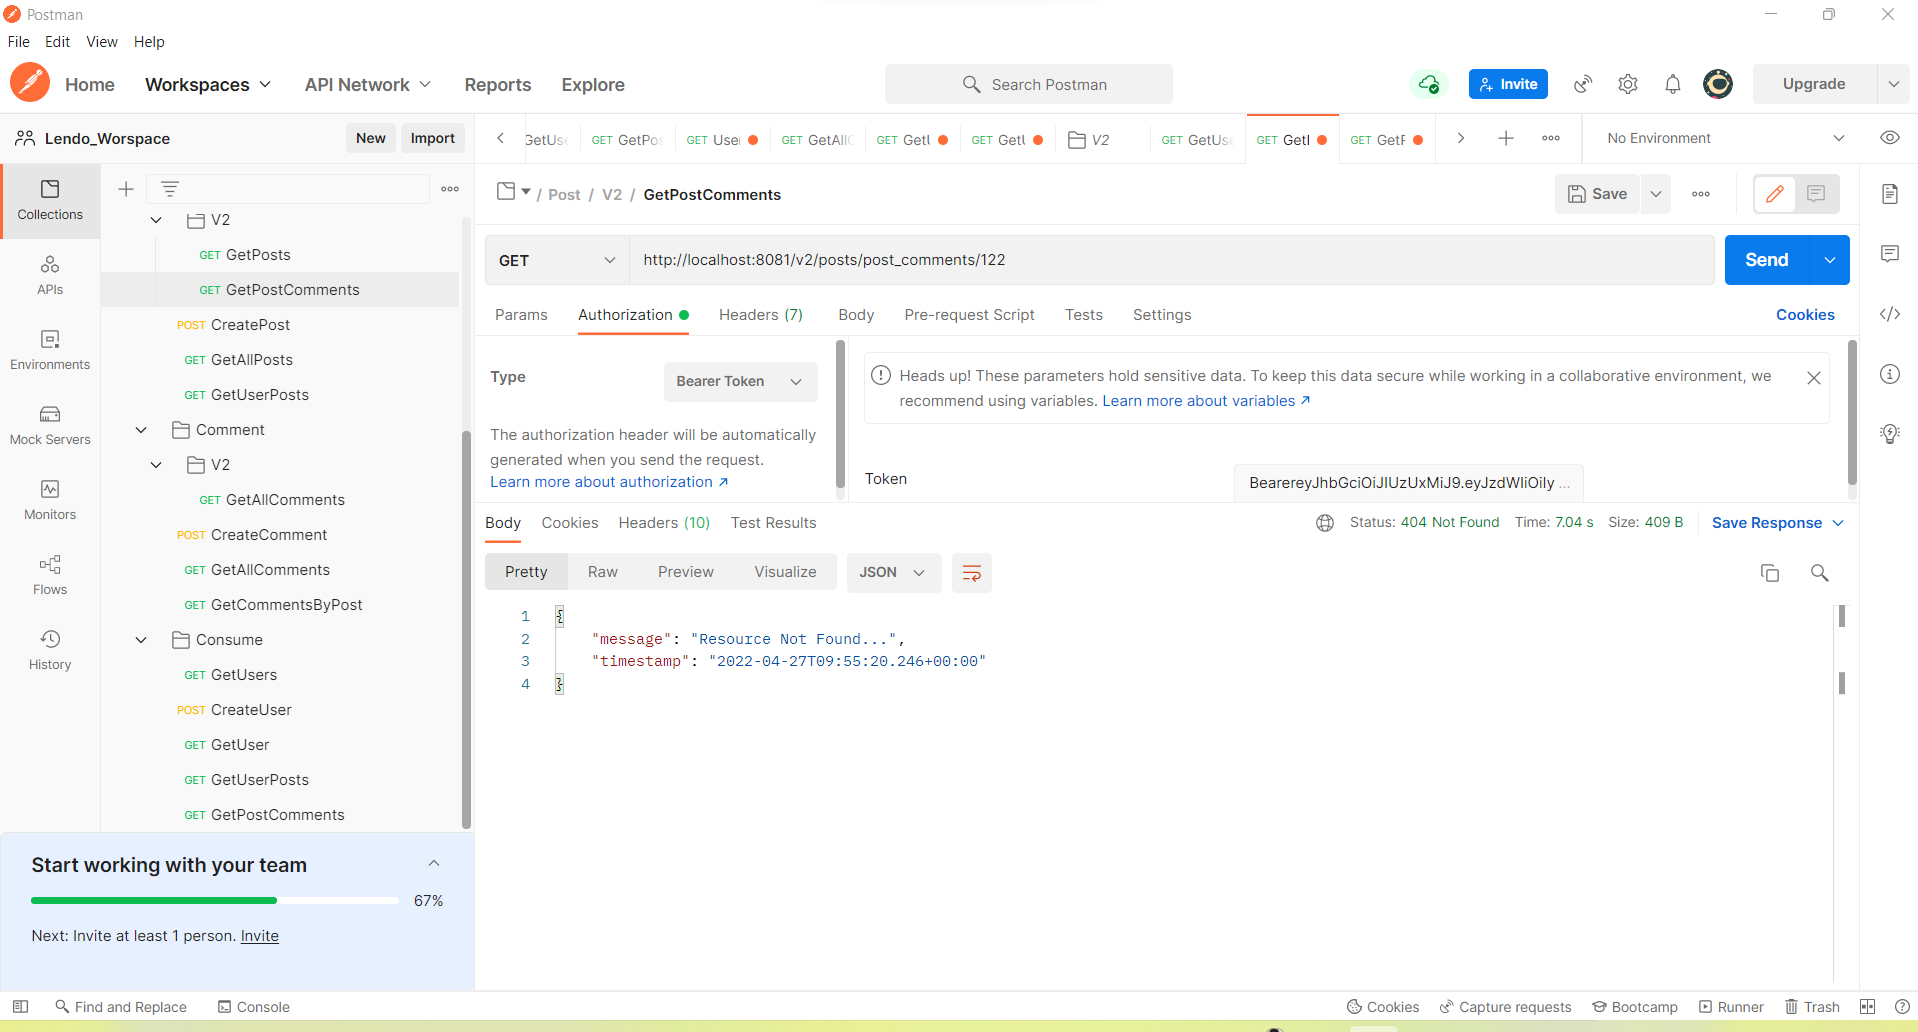 Postman
File Edit View Help
Home Workspaces API Network Reports Explore Search Postman Invite Upgrade
Lendo_Worspace New Import
GetUse GET GetPos GET Use GET GetAllC GET GetU GET GetU V2 GET GetUse GET GetI GET GetF No Environment
Collections
APIs
Environments
Mock Servers
Monitors
Flows
History
V2
GET GetPosts
GET GetPostComments
POST CreatePost
GET GetAllPosts
GET GetUserPosts
Comment
V2
GET GetAllComments
POST CreateComment
GET GetAllComments
GET GetCommentsByPost
Consume
GET GetUsers
POST CreateUser
GET GetUser
GET GetUserPosts
GET GetPostComments
Start working with your team
67%
Next: Invite at least 1 person. Invite
/ Post / V2 / GetPostComments Save
GET http://localhost:8081/v2/posts/post_comments/122 Send
Params Authorization Headers (7) Body Pre-request Script Tests Settings Cookies
Type Bearer Token
The authorization header will be automatically
generated when you send the request.
Learn more about authorization ↗
Heads up! These parameters hold sensitive data. To keep this data secure while working in a collaborative environment, we
recommend using variables. Learn more about variables ↗
Token BearereyJhbGciOiJIUzUxMiJ9.eyJzdWIiOily ...
Body Cookies Headers (10) Test Results Status: 404 Not Found Time: 7.04 s Size: 409 B Save Response
Pretty Raw Preview Visualize JSON
1 {
2 "message": "Resource Not Found...",
3 "timestamp": "2022-04-27T09:55:20.246+00:00"
4 }
Find and Replace Console Cookies Capture requests Bootcamp Runner Trash